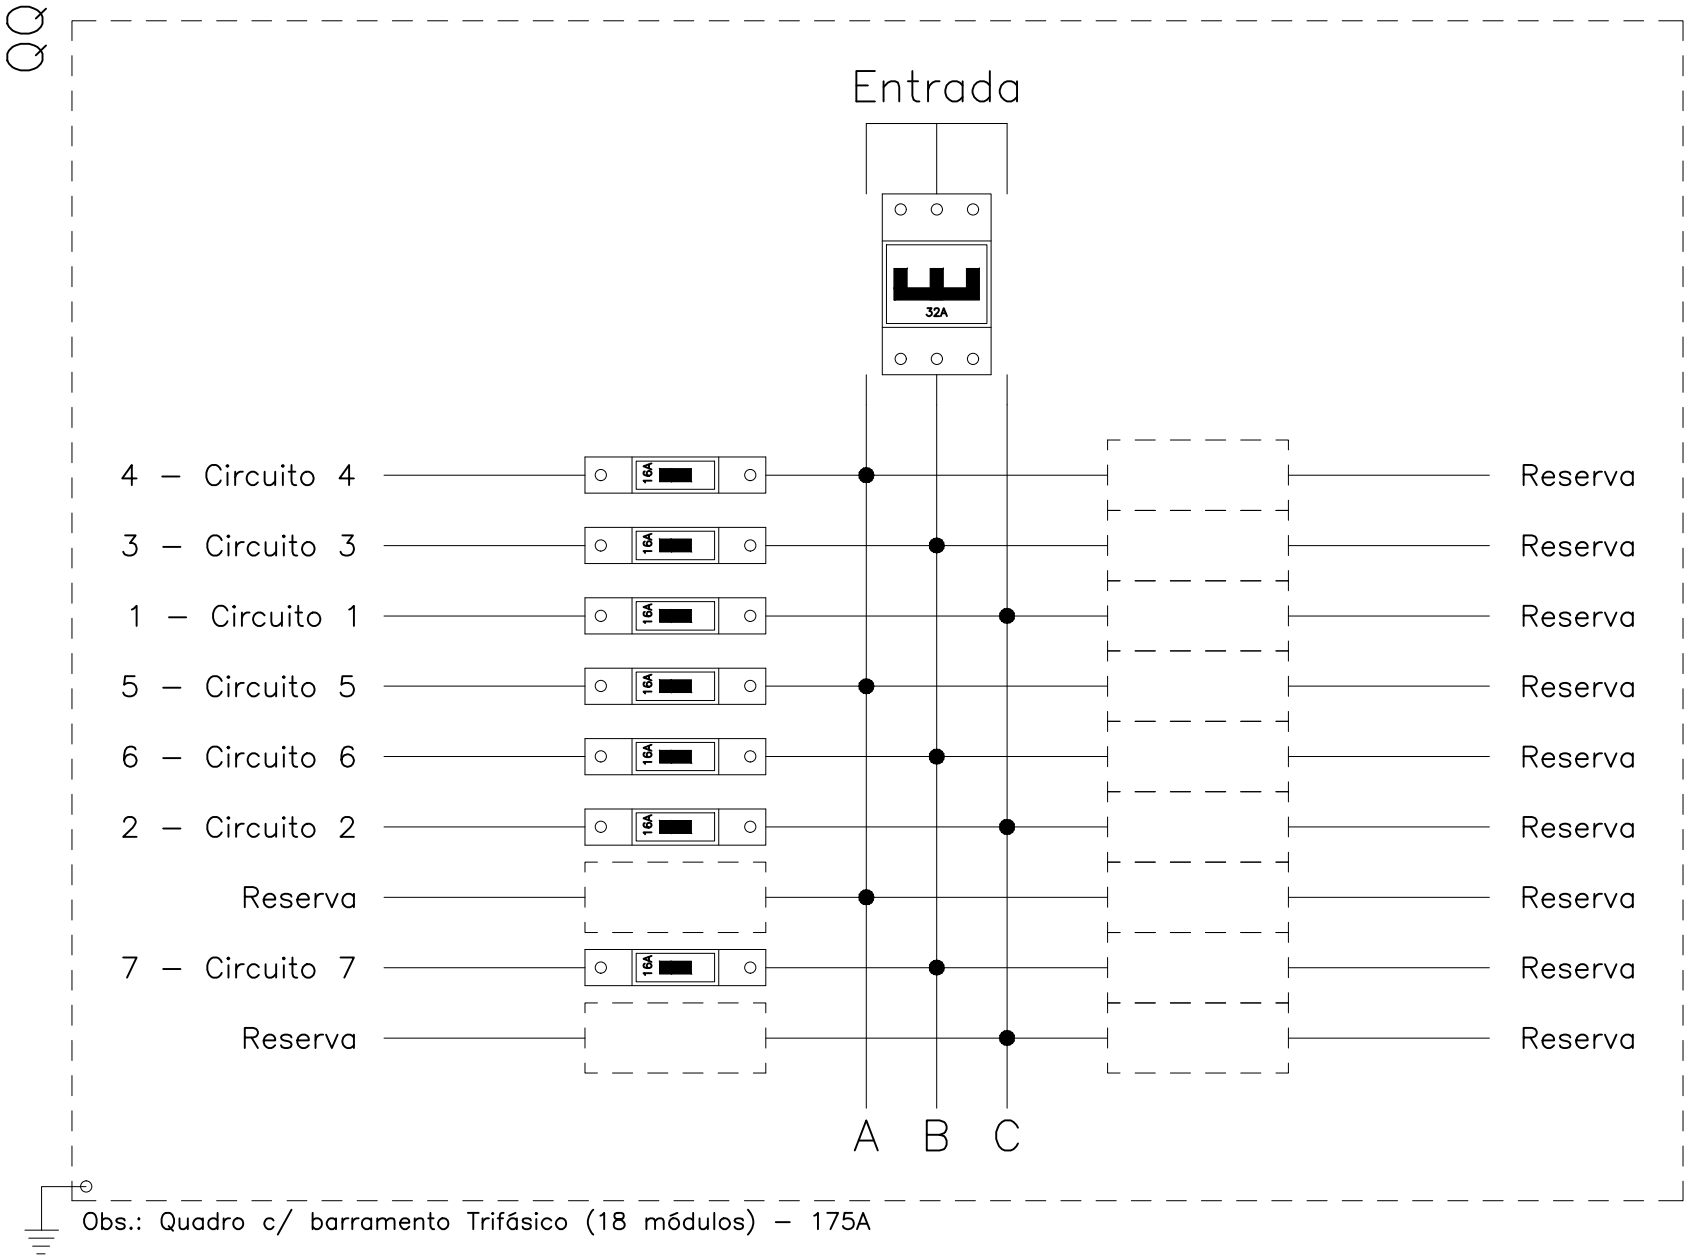 QQ
Entrada
32A
4 - Circuito 4 16A Reserva
3 - Circuito 3 16A Reserva
1 - Circuito 1 16A Reserva
5 - Circuito 5 16A Reserva
6 - Circuito 6 16A Reserva
2 - Circuito 2 16A Reserva
Reserva Reserva
7 - Circuito 7 16A Reserva
Reserva Reserva
A B C
Obs.: Quadro c/ barramento Trifásico (18 módulos) - 175A